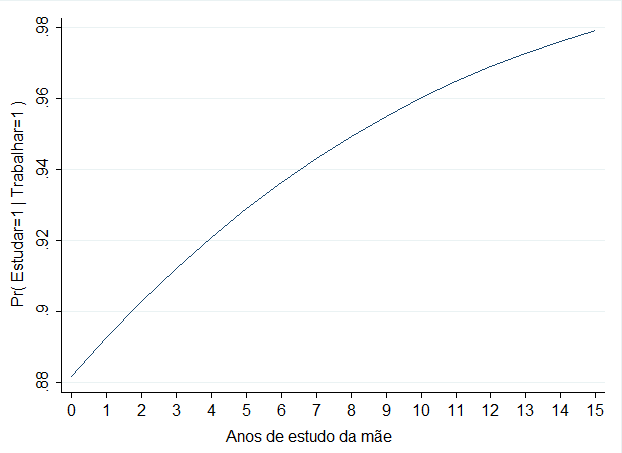 .98
.96
.94
.92
.9
.88
Pr( Estudar=1 | Trabalhar=1 )
0 1 2 3 4 5 6 7 8 9 10 11 12 13 14 15
Anos de estudo da mãe